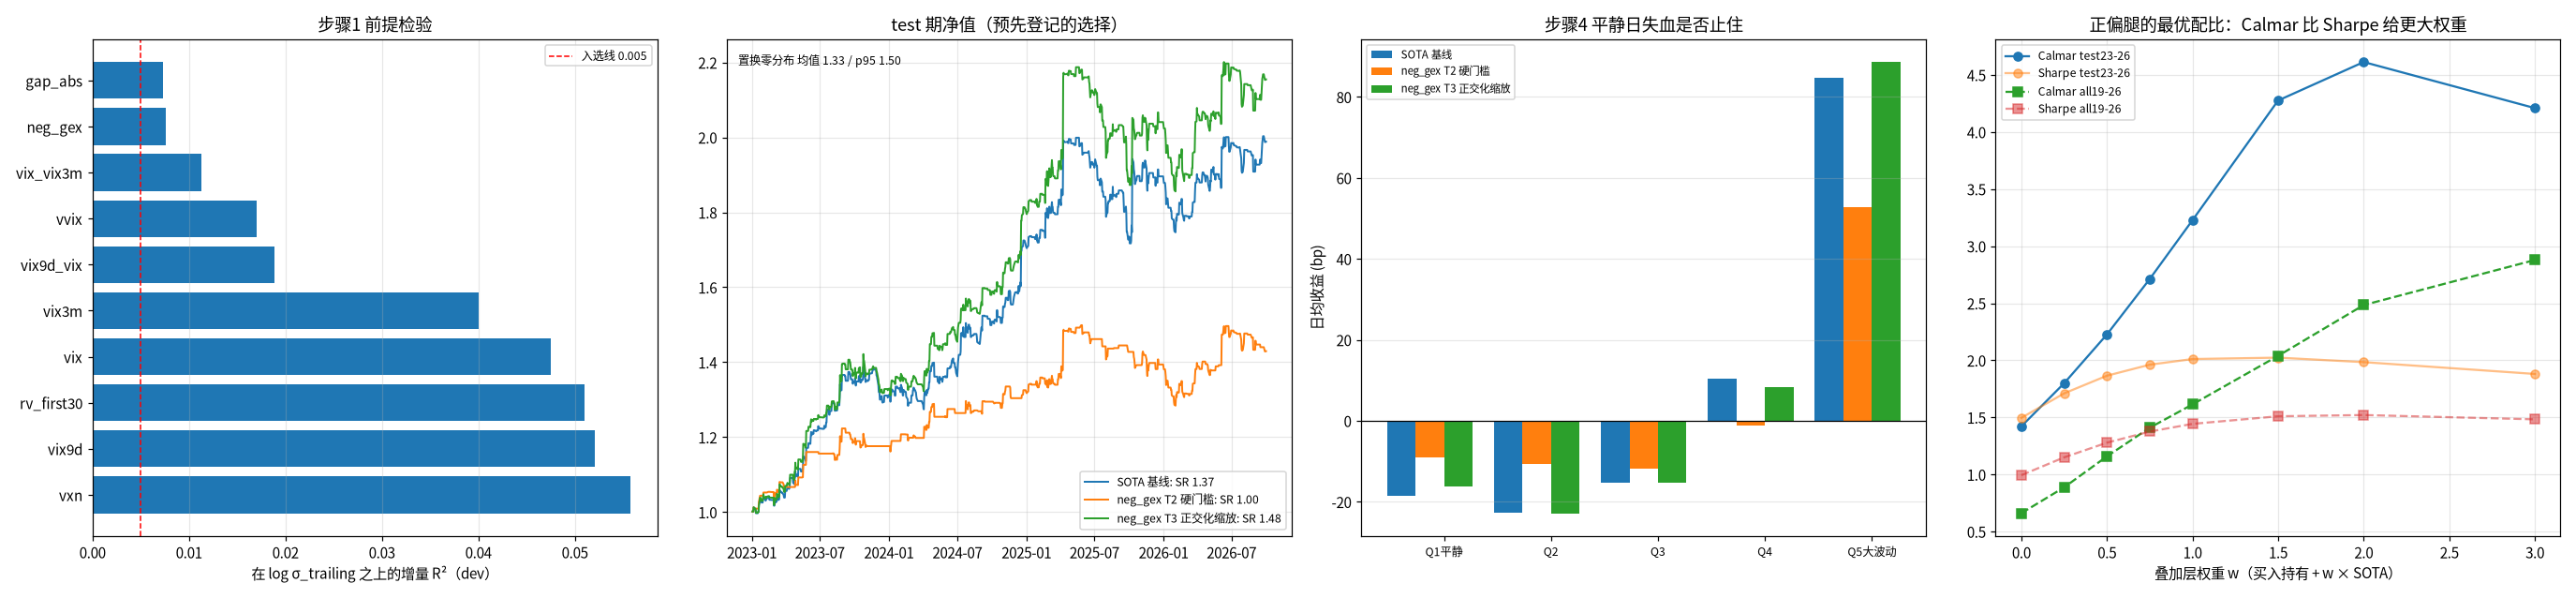 步骤1 前提检验
入选线 0.005
gap_abs
neg_gex
vix_vix3m
vvix
vix9d_vix
vix3m
vix
rv_first30
vix9d
vxn
0.00 0.01 0.02 0.03 0.04 0.05
在 log σ_trailing 之上的增量 R²（dev）
test 期净值（预先登记的选择）
置换零分布 均值 1.33 / p95 1.50
2.2
2.0
1.8
1.6
1.4
1.2
1.0
SOTA 基线: SR 1.37
neg_gex T2 硬门槛: SR 1.00
neg_gex T3 正交化缩放: SR 1.48
2023-01 2023-07 2024-01 2024-07 2025-01 2025-07 2026-01 2026-07
步骤4 平静日失血是否止住
SOTA 基线
neg_gex T2 硬门槛
neg_gex T3 正交化缩放
日均收益 (bp)
80
60
40
20
0
-20
Q1平静 Q2 Q3 Q4 Q5大波动
正偏腿的最优配比：Calmar 比 Sharpe 给更大权重
Calmar test23-26
Sharpe test23-26
Calmar all19-26
Sharpe all19-26
4.5
4.0
3.5
3.0
2.5
2.0
1.5
1.0
0.5
0.0 0.5 1.0 1.5 2.0 2.5 3.0
叠加层权重 w（买入持有 + w × SOTA）